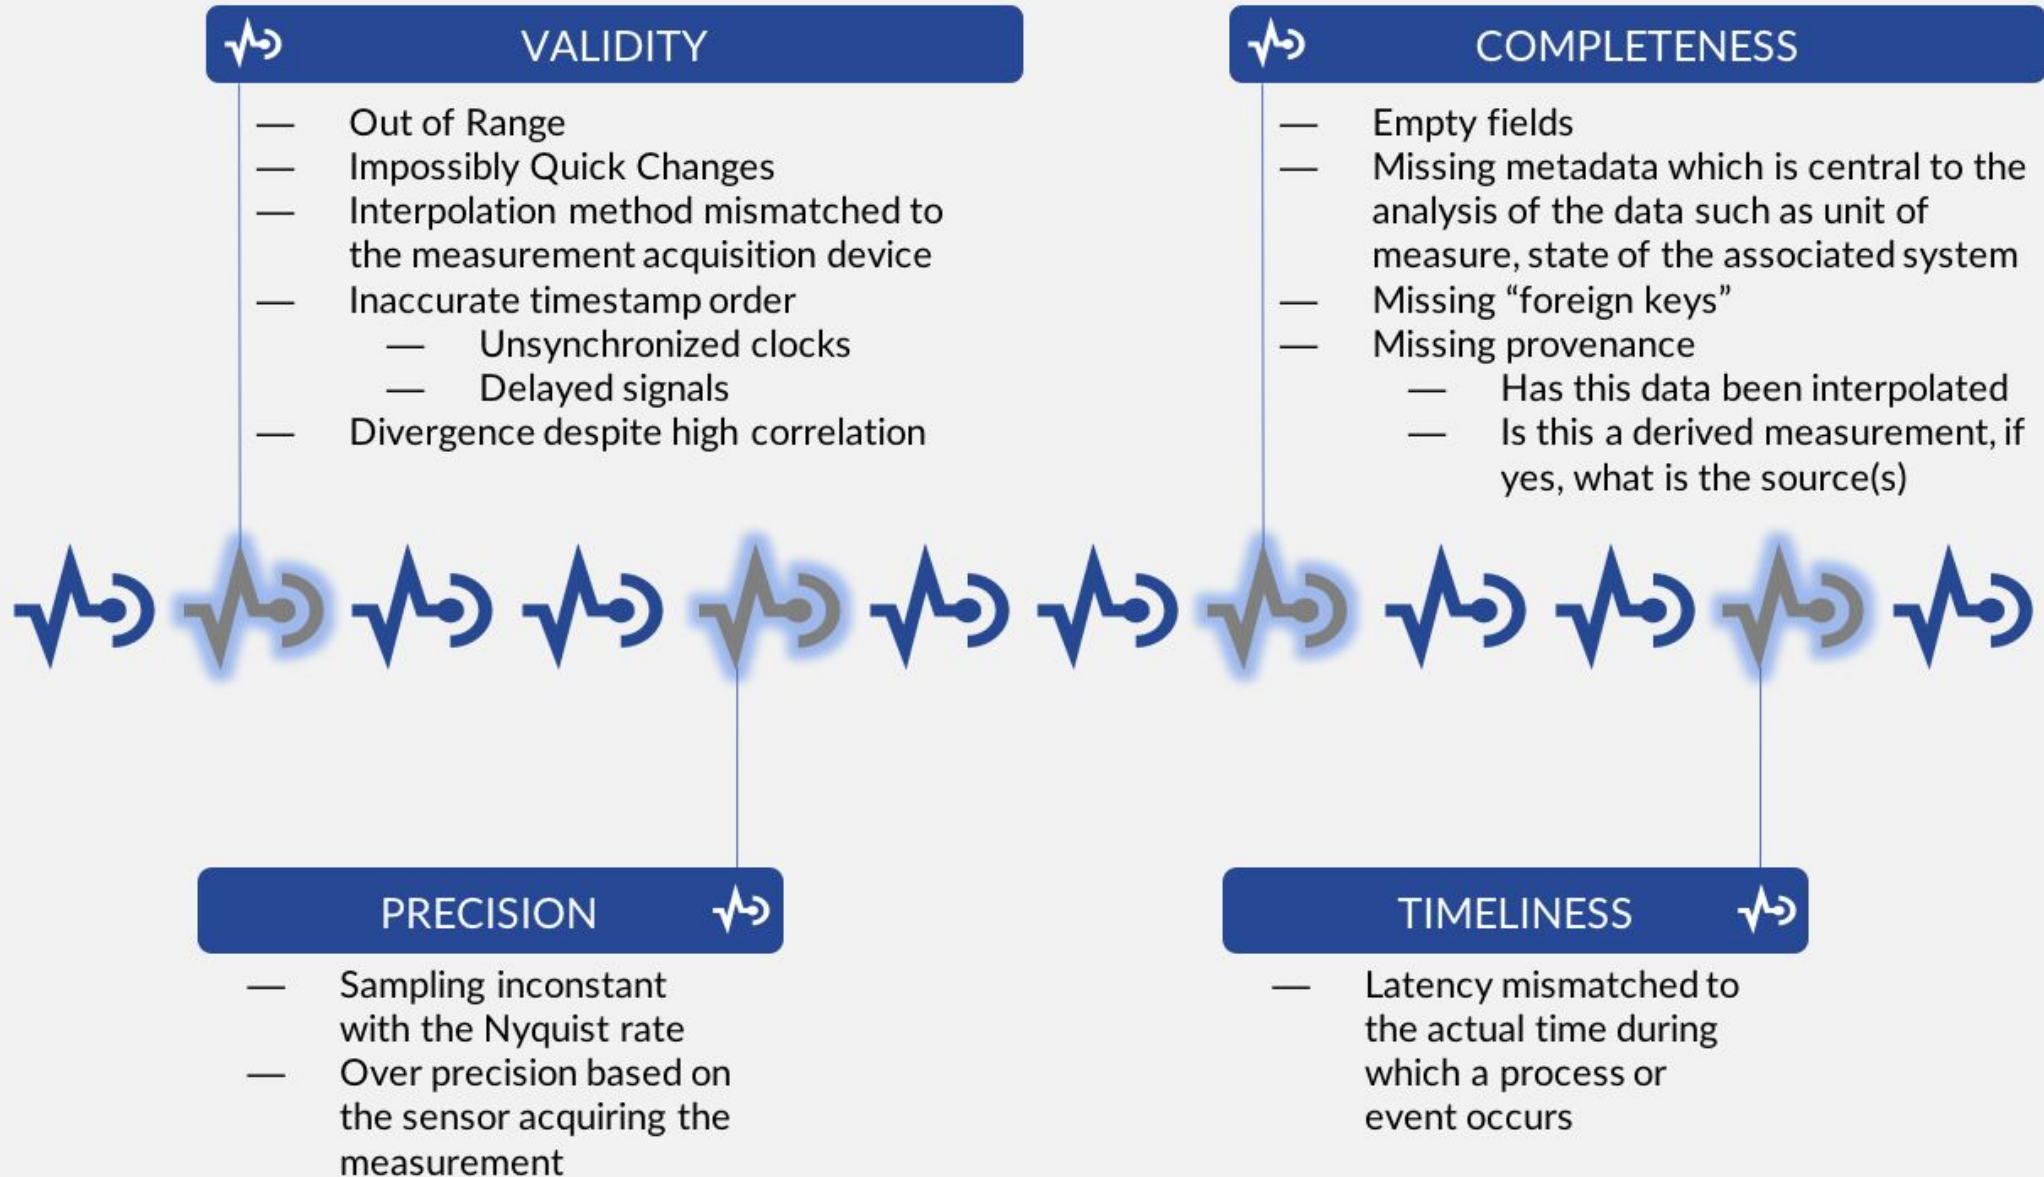 VALIDITY
— Out of Range
— Impossibly Quick Changes
— Interpolation method mismatched to
the measurement acquisition device
— Inaccurate timestamp order
— Unsynchronized clocks
— Delayed signals
— Divergence despite high correlation
COMPLETENESS
— Empty fields
— Missing metadata which is central to the
analysis of the data such as unit of
measure, state of the associated system
— Missing “foreign keys”
— Missing provenance
— Has this data been interpolated
— Is this a derived measurement, if
yes, what is the source(s)
PRECISION
— Sampling inconstant
with the Nyquist rate
— Over precision based on
the sensor acquiring the
measurement
TIMELINESS
— Latency mismatched to
the actual time during
which a process or
event occurs